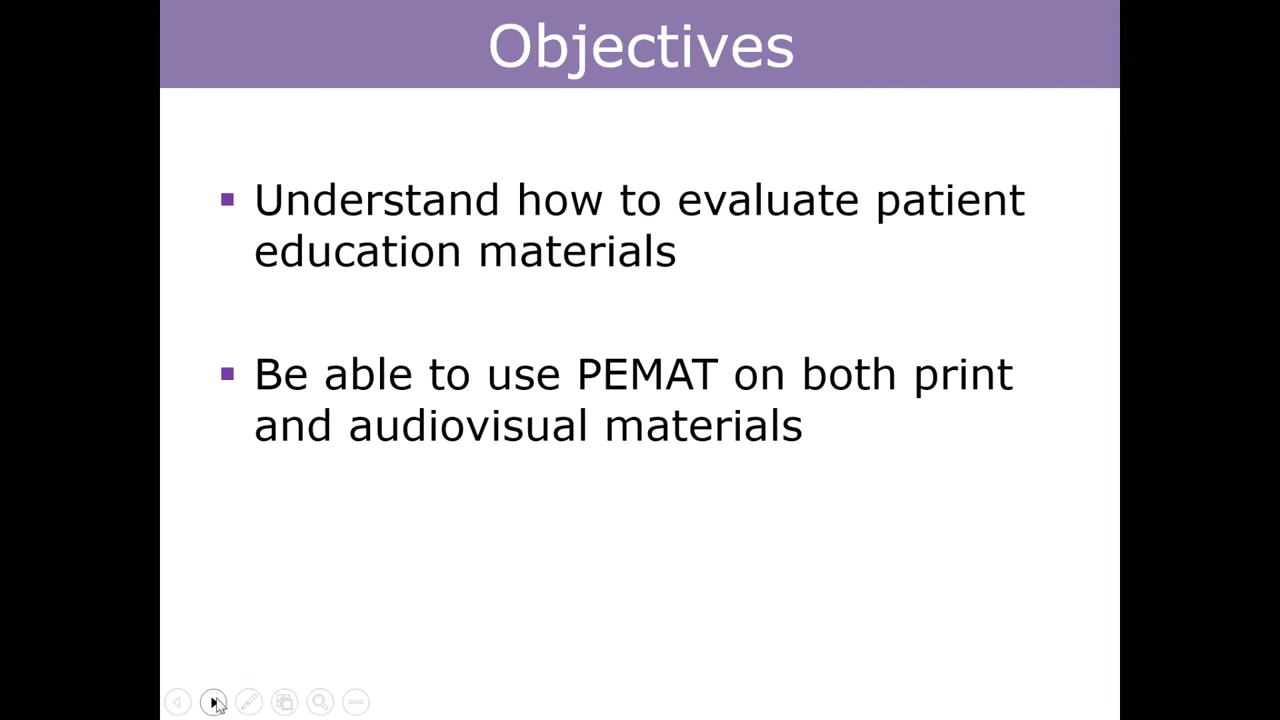 Objectives
Understand how to evaluate patient
education materials
Be able to use PEMAT on both print
and audiovisual materials